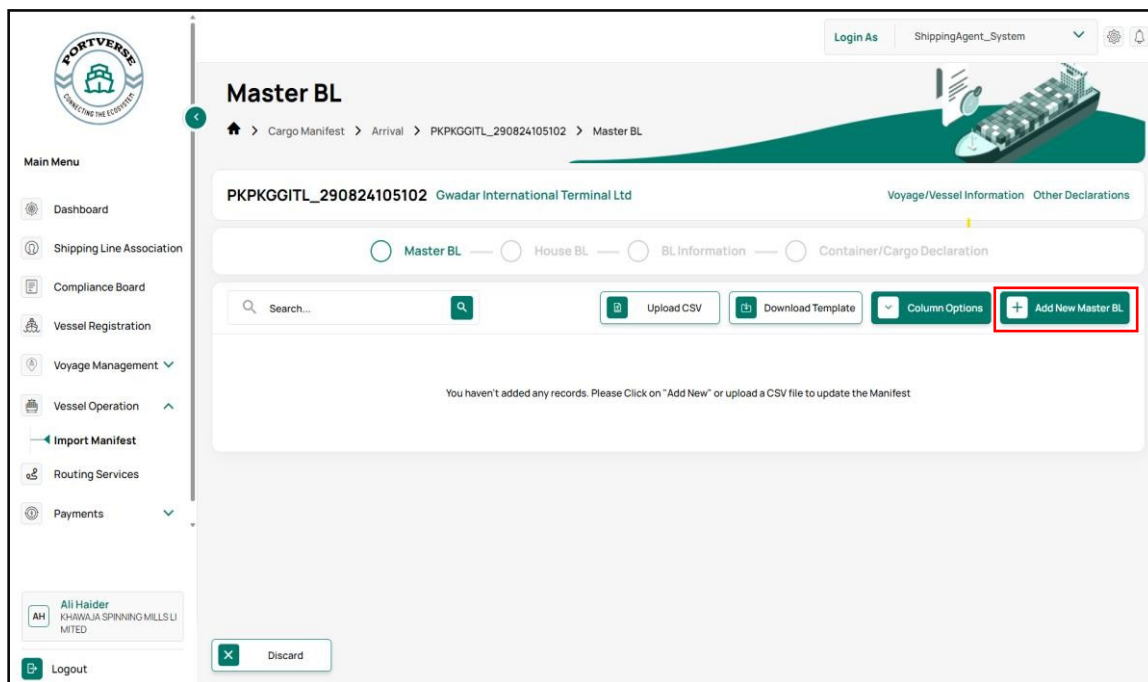 PORTVERSE
CONNECTING THE ECOSYSTEM
Login As ShippingAgent_System
Master BL
> Cargo Manifest > Arrival > PKPKGGITL_290824105102 > Master BL
Main Menu
Dashboard
Shipping Line Association
Compliance Board
Vessel Registration
Voyage Management
Vessel Operation
Import Manifest
Routing Services
Payments
AH
Ali Haider
KHAWAJA SPINNING MILLS LI
MITED
Logout
PKPKGGITL_290824105102 Gwadar International Terminal Ltd
Voyage/Vessel Information Other Declarations
Master BL House BL BL Information Container/Cargo Declaration
Search... Upload CSV Download Template Column Options + Add New Master BL
You haven't added any records. Please Click on "Add New" or upload a CSV file to update the Manifest
X Discard